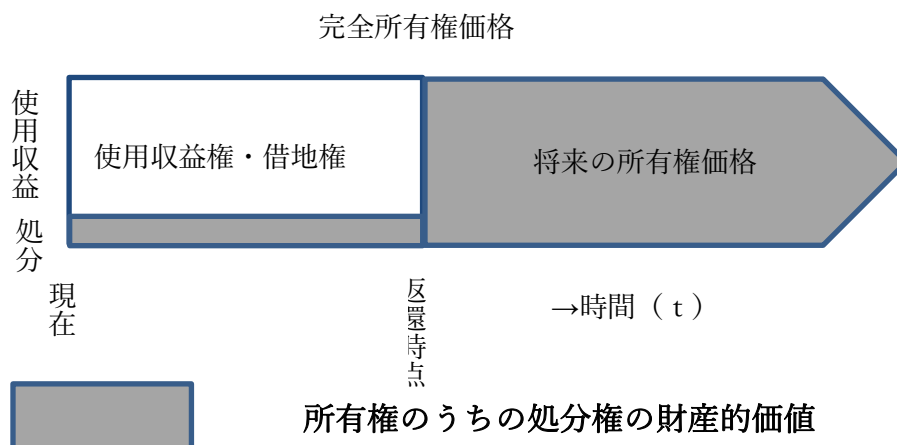 完全所有権価格
使用収益
処分
使用収益権・借地権
将来の所有権価格
現在
返還時点
→時間（ｔ）
所有権のうちの処分権の財産的価値